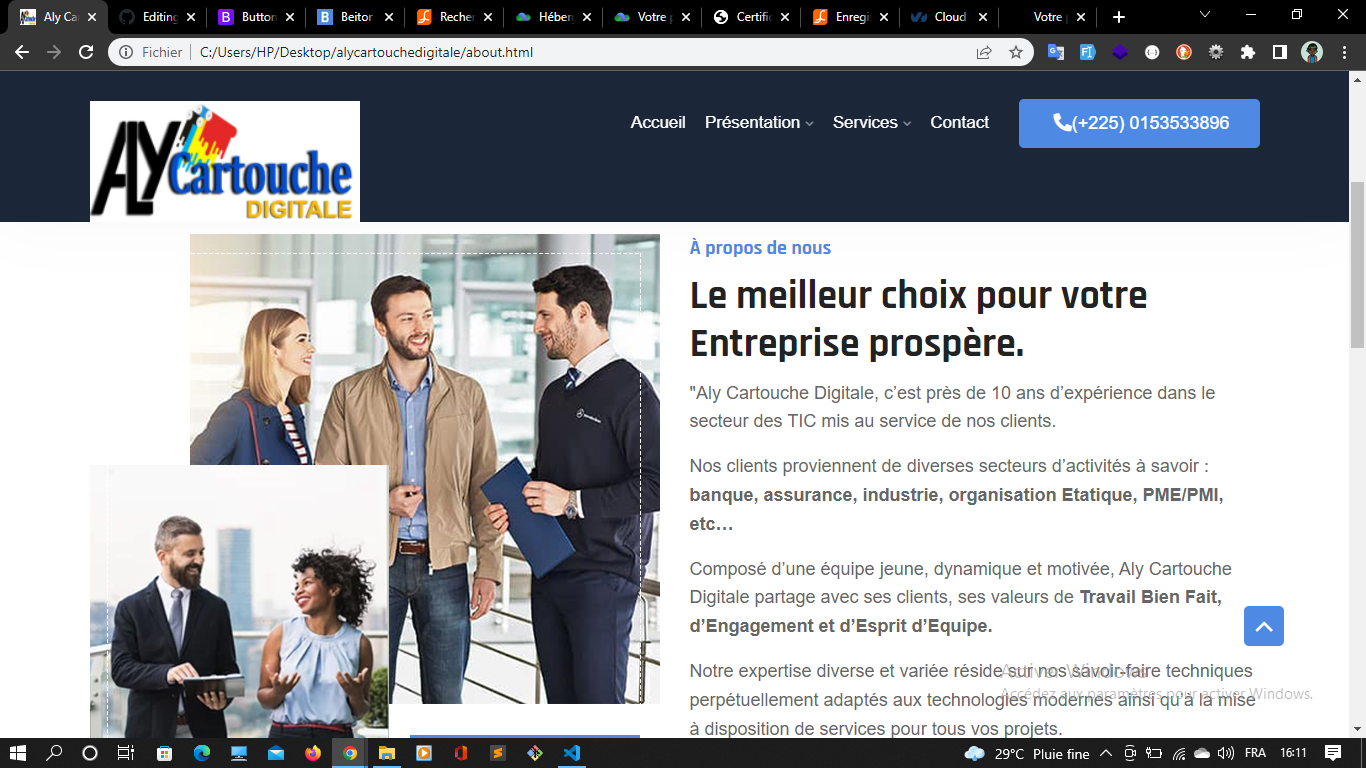 Aly Ca
Editing
Button
Beitor
Recher
Héberg
Votre p
Certific
Enregis
Cloud
Votre p
Fichier
C:/Users/HP/Desktop/alycartouchedigitale/about.html
ALY Cartouche
DIGITALE
Accueil
Présentation
Services
Contact
(+225) 0153533896
À propos de nous
Le meilleur choix pour votre
Entreprise prospère.
"Aly Cartouche Digitale, c’est près de 10 ans d’expérience dans le
secteur des TIC mis au service de nos clients.
Nos clients proviennent de diverses secteurs d’activités à savoir :
banque, assurance, industrie, organisation Etatique, PME/PMI,
etc…
Composé d’une équipe jeune, dynamique et motivée, Aly Cartouche
Digitale partage avec ses clients, ses valeurs de Travail Bien Fait,
d’Engagement et d’Esprit d’Equipe.
Notre expertise diverse et variée réside sur nos savoir-faire techniques
perpétuellement adaptés aux technologies modernes ainsi qu’à la mise
à disposition de services pour tous vos projets.
Activer Windows
Accédez aux paramètres pour activer Windows.
29°C Pluie fine
FRA
16:11